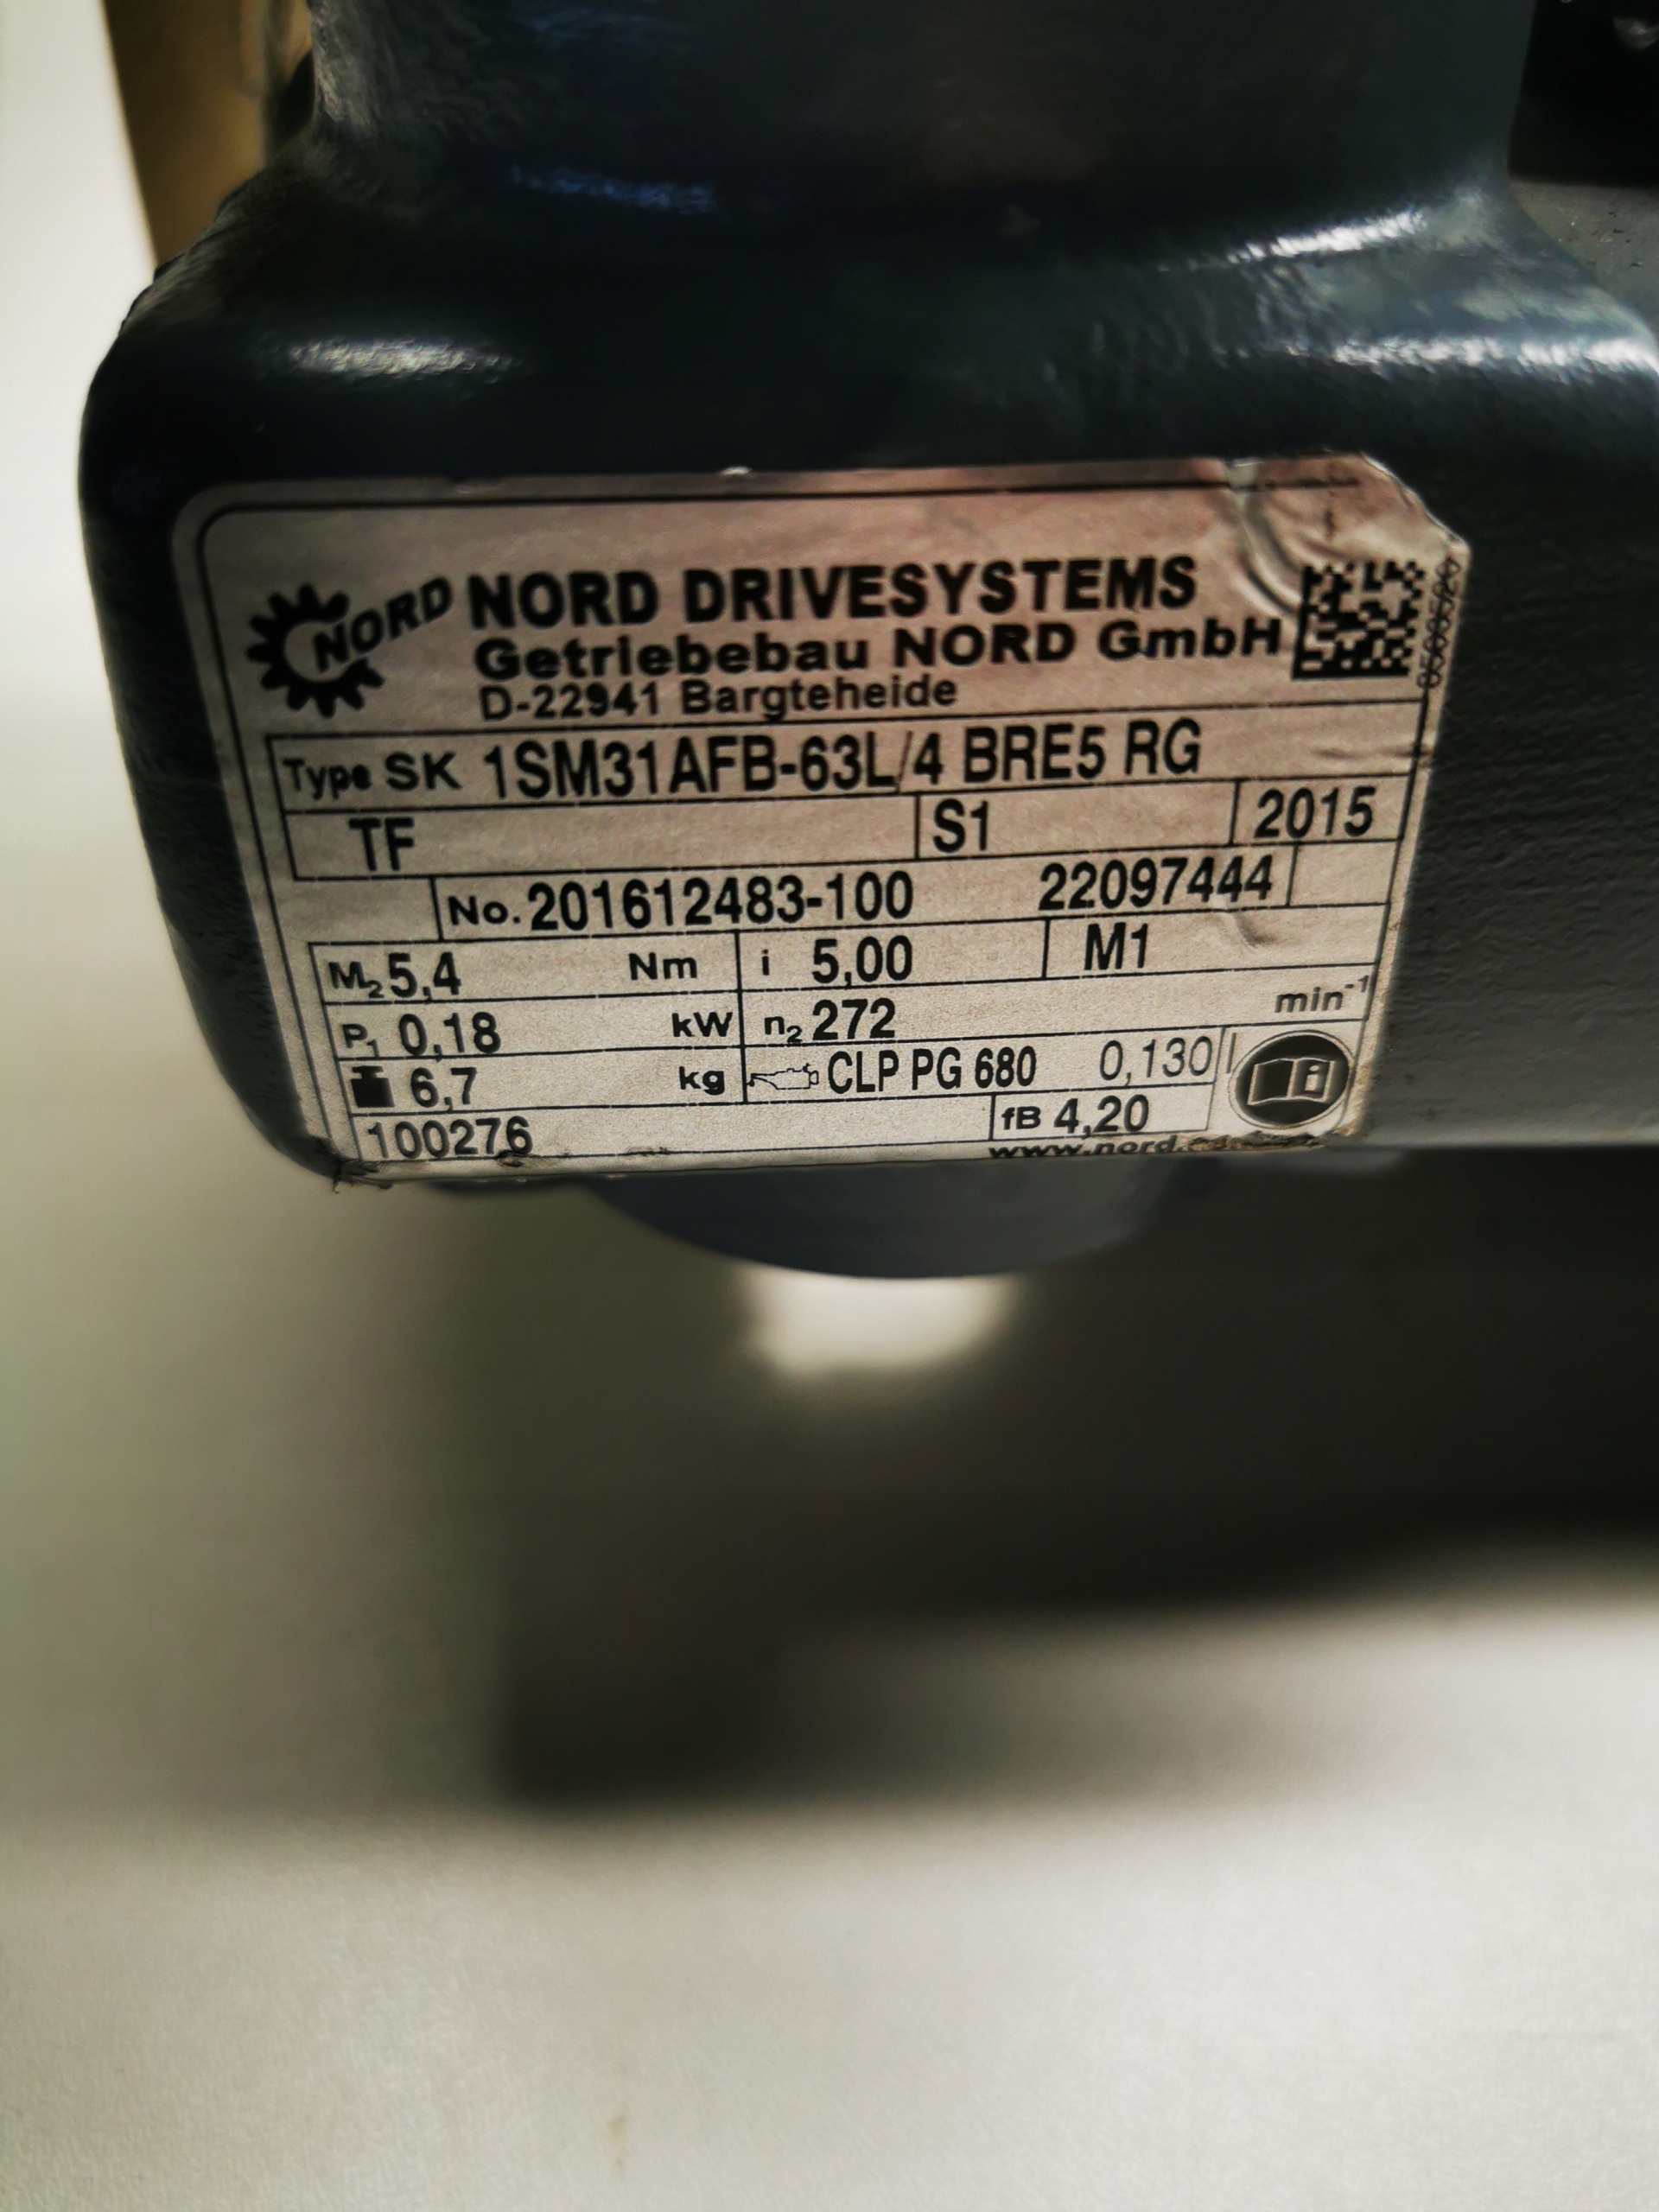 NORD
NORD DRIVESYSTEMS
Getriebebau NORD GmbH
D-22941 Bargteheide
Type SK 1SM31AFB-63L/4 BRE5 RG
TF S1 2015
No. 201612483-100 22097444
M2 5,4 Nm i 5,00 M1
P1 0,18 kW n2 272 min-1
6,7 kg CLP PG 680 0,130 l
100276 fB 4,20
www.nord.